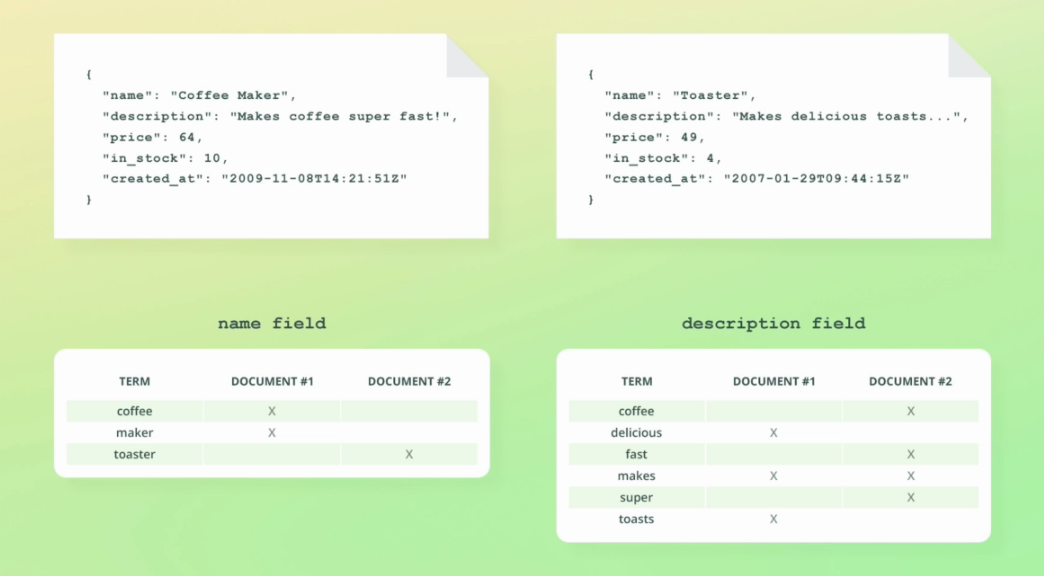 {
"name": "Coffee Maker",
"description": "Makes coffee super fast!",
"price": 64,
"in_stock": 10,
"created_at": "2009-11-08T14:21:51Z"
}
{
"name": "Toaster",
"description": "Makes delicious toasts...",
"price": 49,
"in_stock": 4,
"created_at": "2007-01-29T09:44:15Z"
}
name field
TERM DOCUMENT #1 DOCUMENT #2
coffee X
maker X
toaster X
description field
TERM DOCUMENT #1 DOCUMENT #2
coffee X
delicious X
fast X
makes X X
super X
toasts X